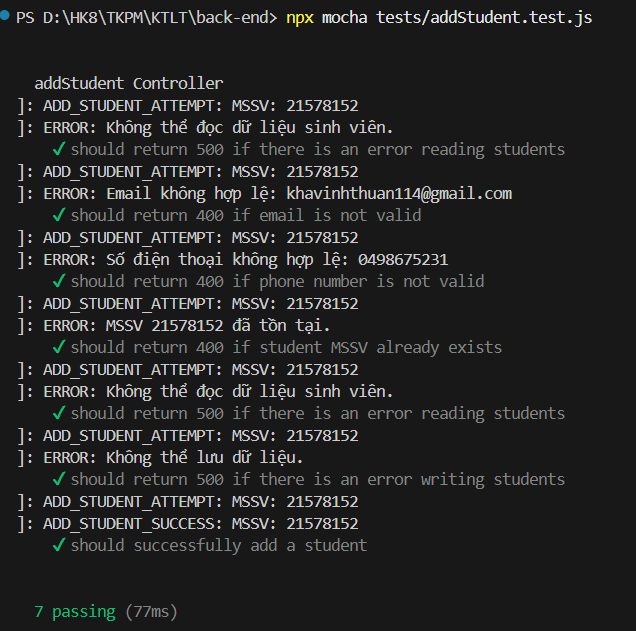 PS D:\HK8\TKPM\KTLT\back-end> npx mocha tests/addStudent.test.js
addStudent Controller
]: ADD_STUDENT_ATTEMPT: MSSV: 21578152
]: ERROR: Không thể đọc dữ liệu sinh viên.
✓ should return 500 if there is an error reading students
]: ADD_STUDENT_ATTEMPT: MSSV: 21578152
]: ERROR: Email không hợp lệ: khavinhthuan114@gmail.com
✓ should return 400 if email is not valid
]: ADD_STUDENT_ATTEMPT: MSSV: 21578152
]: ERROR: Số điện thoại không hợp lệ: 0498675231
✓ should return 400 if phone number is not valid
]: ADD_STUDENT_ATTEMPT: MSSV: 21578152
]: ERROR: MSSV 21578152 đã tồn tại.
✓ should return 400 if student MSSV already exists
]: ADD_STUDENT_ATTEMPT: MSSV: 21578152
]: ERROR: Không thể đọc dữ liệu sinh viên.
✓ should return 500 if there is an error reading students
]: ADD_STUDENT_ATTEMPT: MSSV: 21578152
]: ERROR: Không thể lưu dữ liệu.
✓ should return 500 if there is an error writing students
]: ADD_STUDENT_ATTEMPT: MSSV: 21578152
]: ADD_STUDENT_SUCCESS: MSSV: 21578152
✓ should successfully add a student
7 passing (77ms)